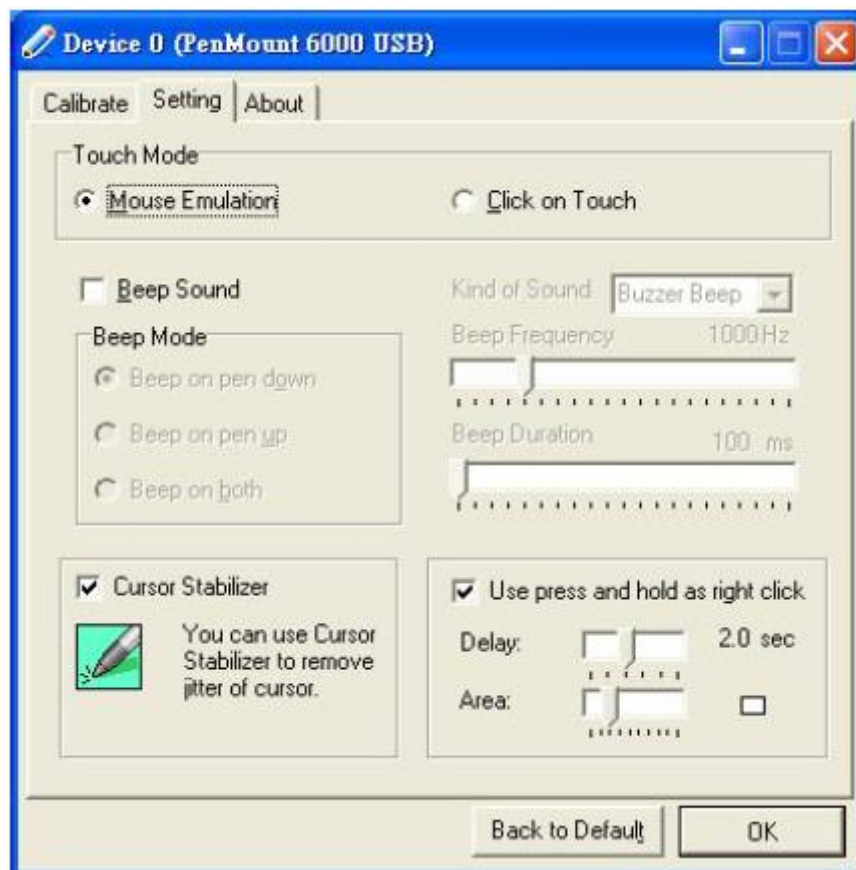 Device 0 (PenMount 6000 USB)
Calibrate Setting About
Touch Mode
Mouse Emulation
Click on Touch
Beep Sound
Kind of Sound Buzzer Beep
Beep Mode
Beep on pen down
Beep on pen up
Beep on both
Beep Frequency 1000Hz
Beep Duration 100 ms
Cursor Stabilizer
You can use Cursor
Stabilizer to remove
jitter of cursor.
Use press and hold as right click
Delay: 2.0 sec
Area:
Back to Default OK